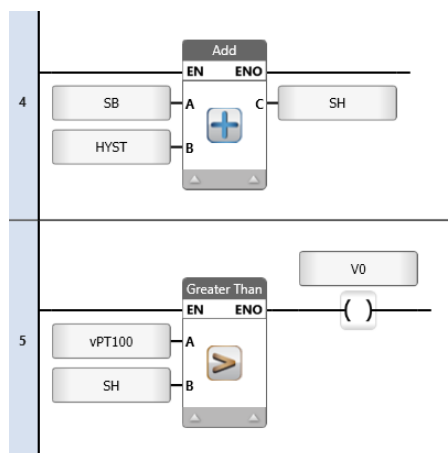 Add
EN ENO
4
SB A C SH
HYST B
V0
Greater Than
EN ENO
( )
5
vPT100 A
>
SH B